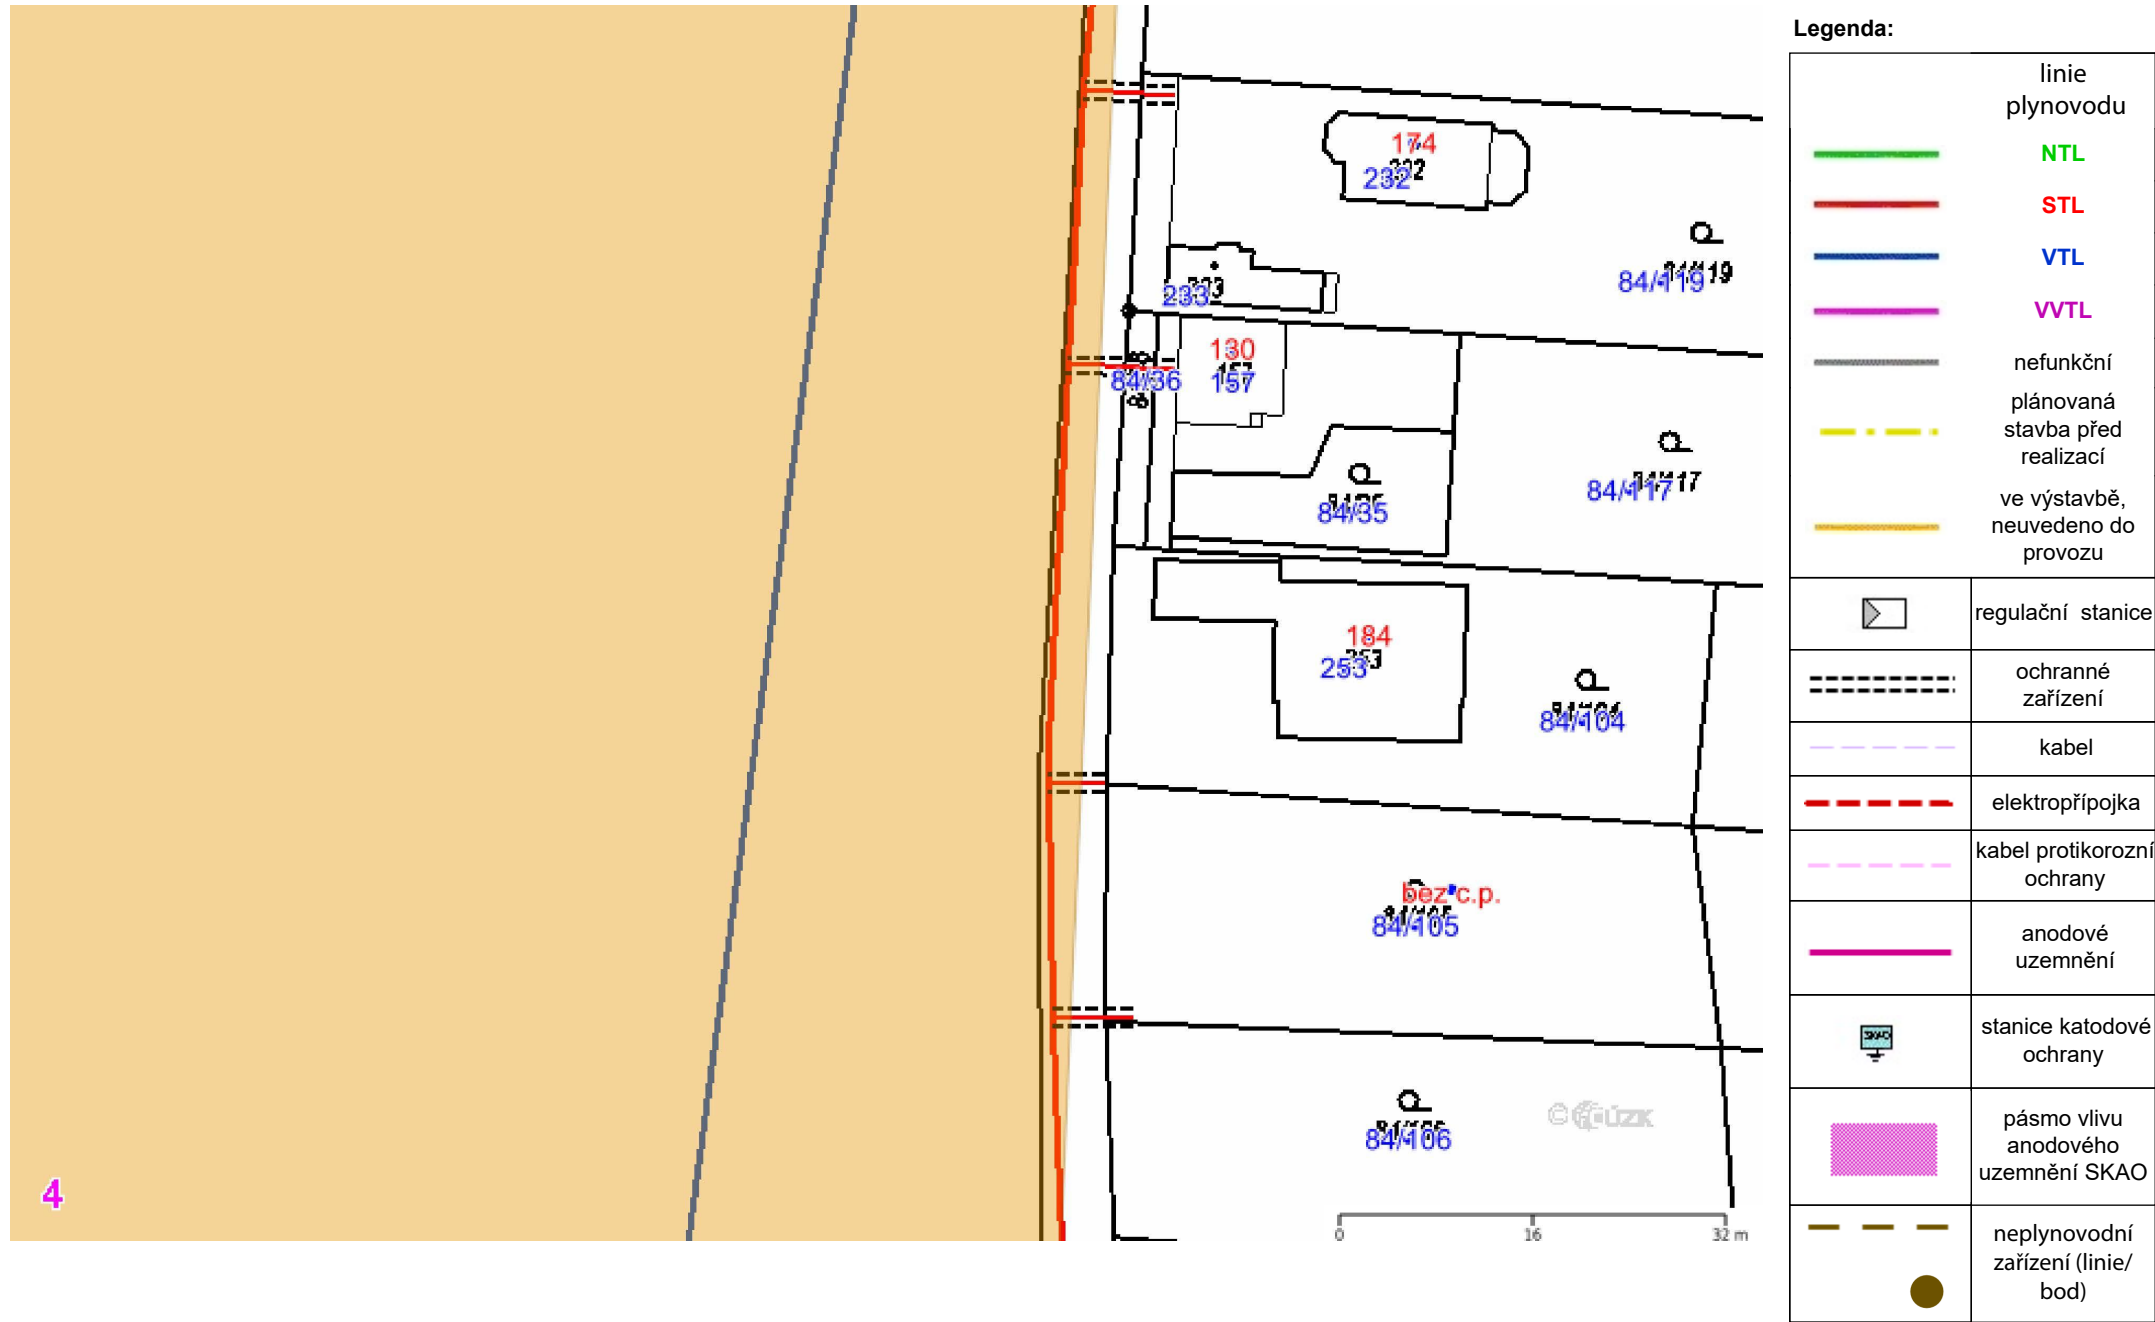 174
232
84/119
233
130
157
84/36
84/117
84/35
184
253
84/104
bez c.p.
84/105
84/106
4
0 16 32 m
Legenda:
linie
plynovodu
NTL
STL
VTL
VVTL
nefunkční
plánovaná
stavba před
realizací
ve výstavbě,
neuvedeno do
provozu
regulační stanice
ochranné
zařízení
kabel
elektropřípojka
kabel protikorozní
ochrany
anodové
uzemnění
SKAO
stanice katodové
ochrany
pásmo vlivu
anodového
uzemnění SKAO
neplynovodní
zařízení (linie/
bod)